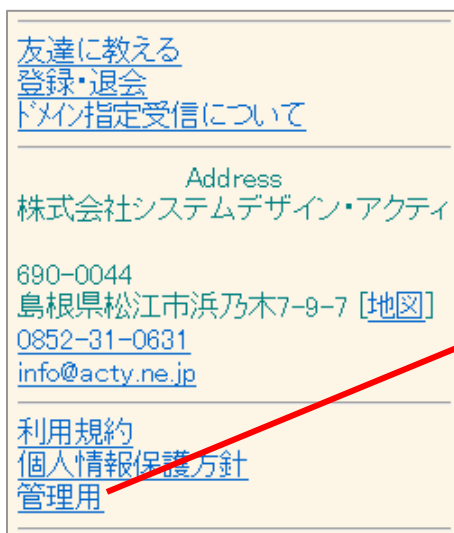 友達に教える
登録・退会
ﾄﾞﾒｲﾝ指定受信について
Address
株式会社システムデザイン・アクティ
690-0044
島根県松江市浜乃木7-9-7 [地図]
0852-31-0631
info@acty.ne.jp
利用規約
個人情報保護方針
管理用